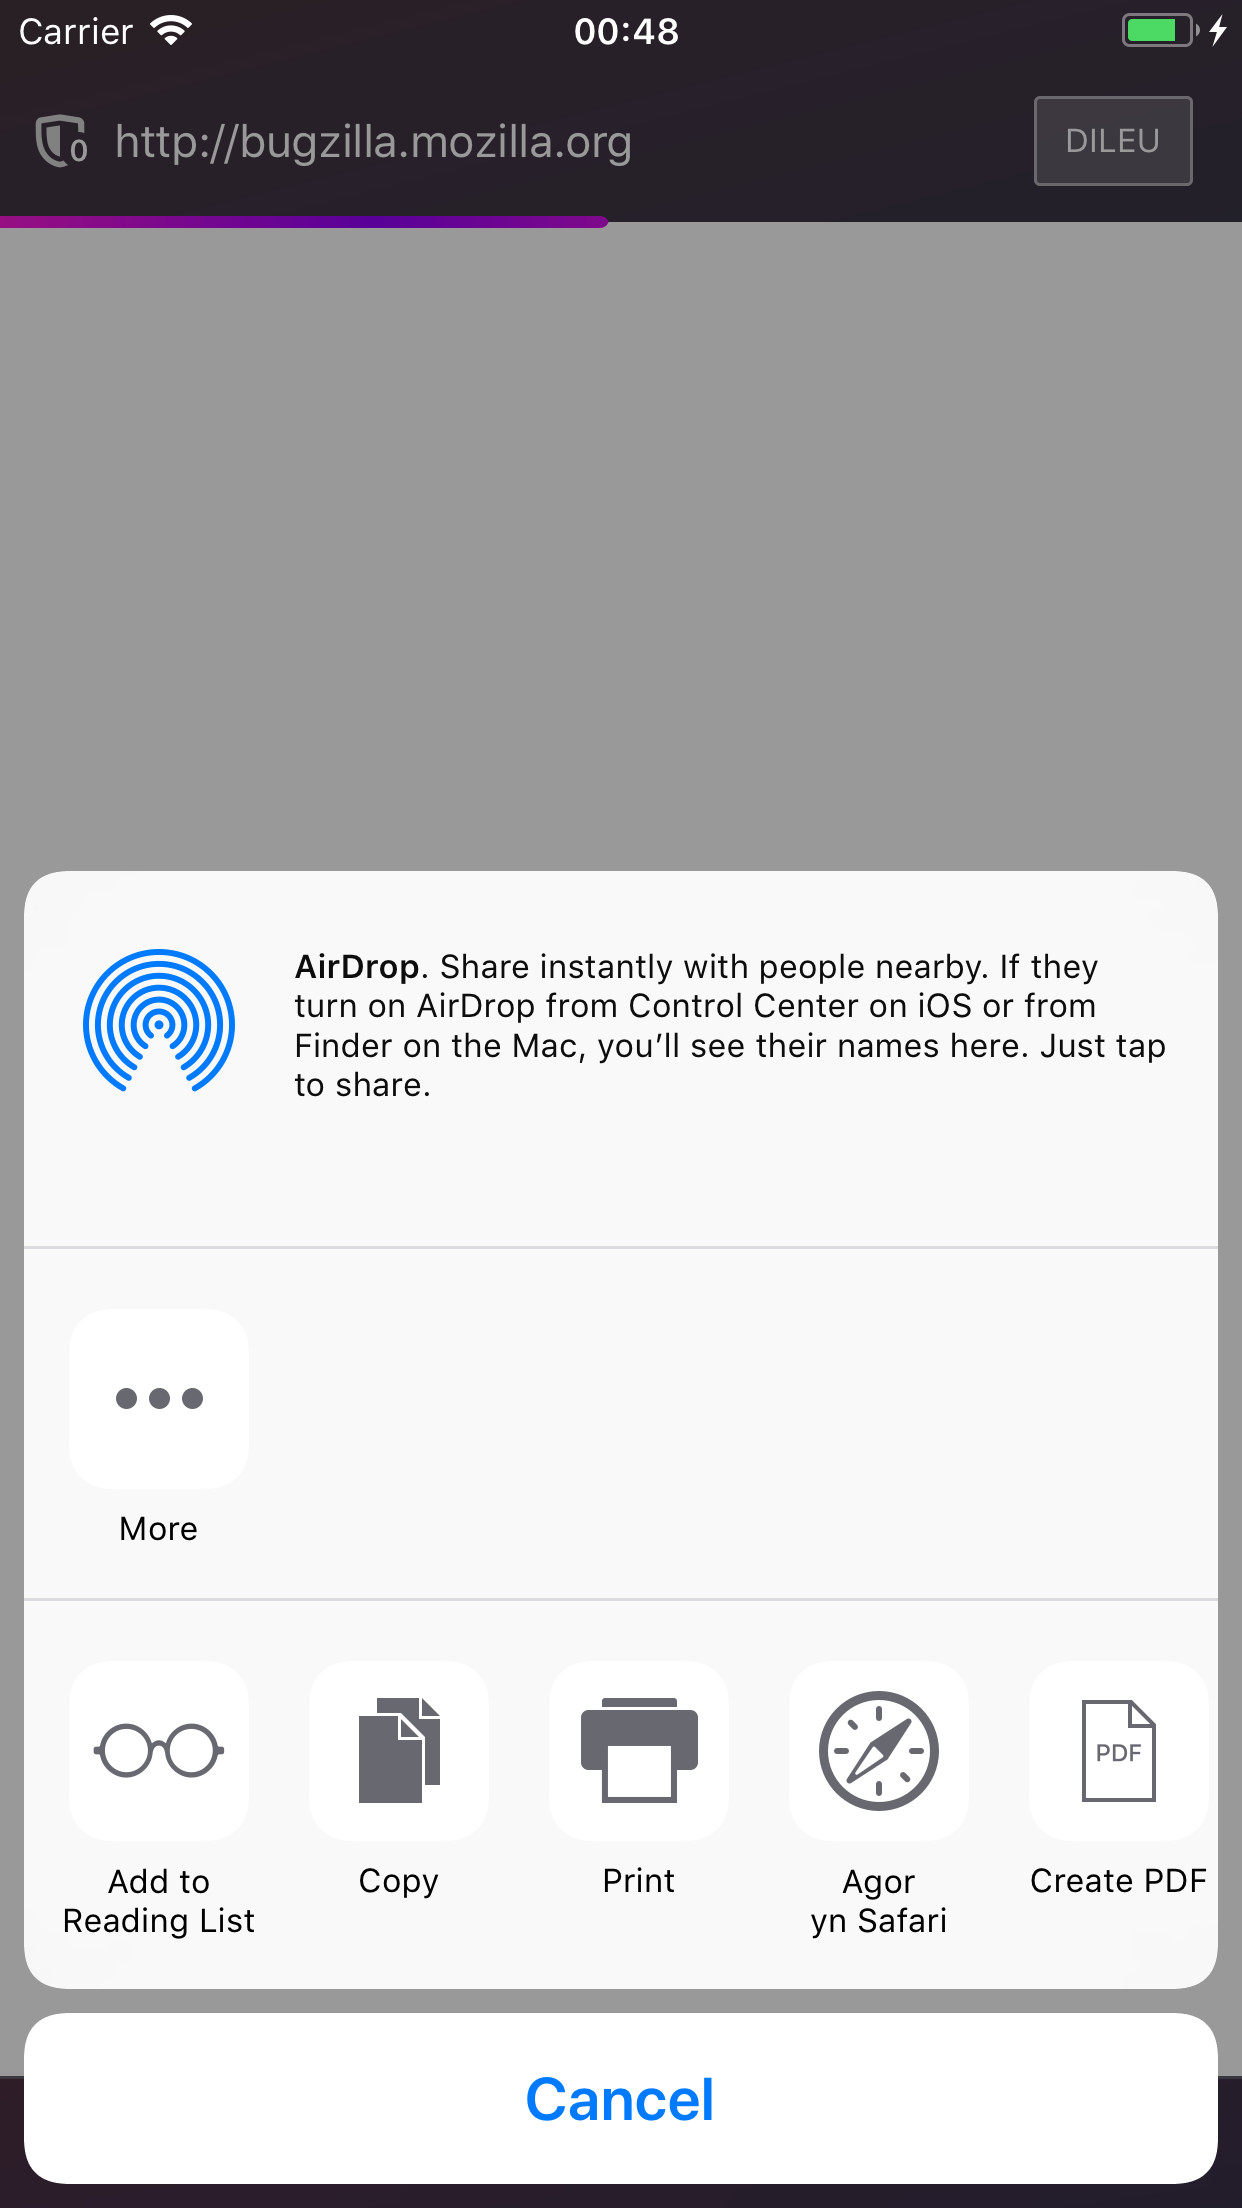 Carrier 00:48
0 http://bugzilla.mozilla.org DILEU
AirDrop. Share instantly with people nearby. If they
turn on AirDrop from Control Center on iOS or from
Finder on the Mac, you’ll see their names here. Just tap
to share.
More
PDF
Add to
Reading List
Copy
Print
Agor
yn Safari
Create PDF
Cancel